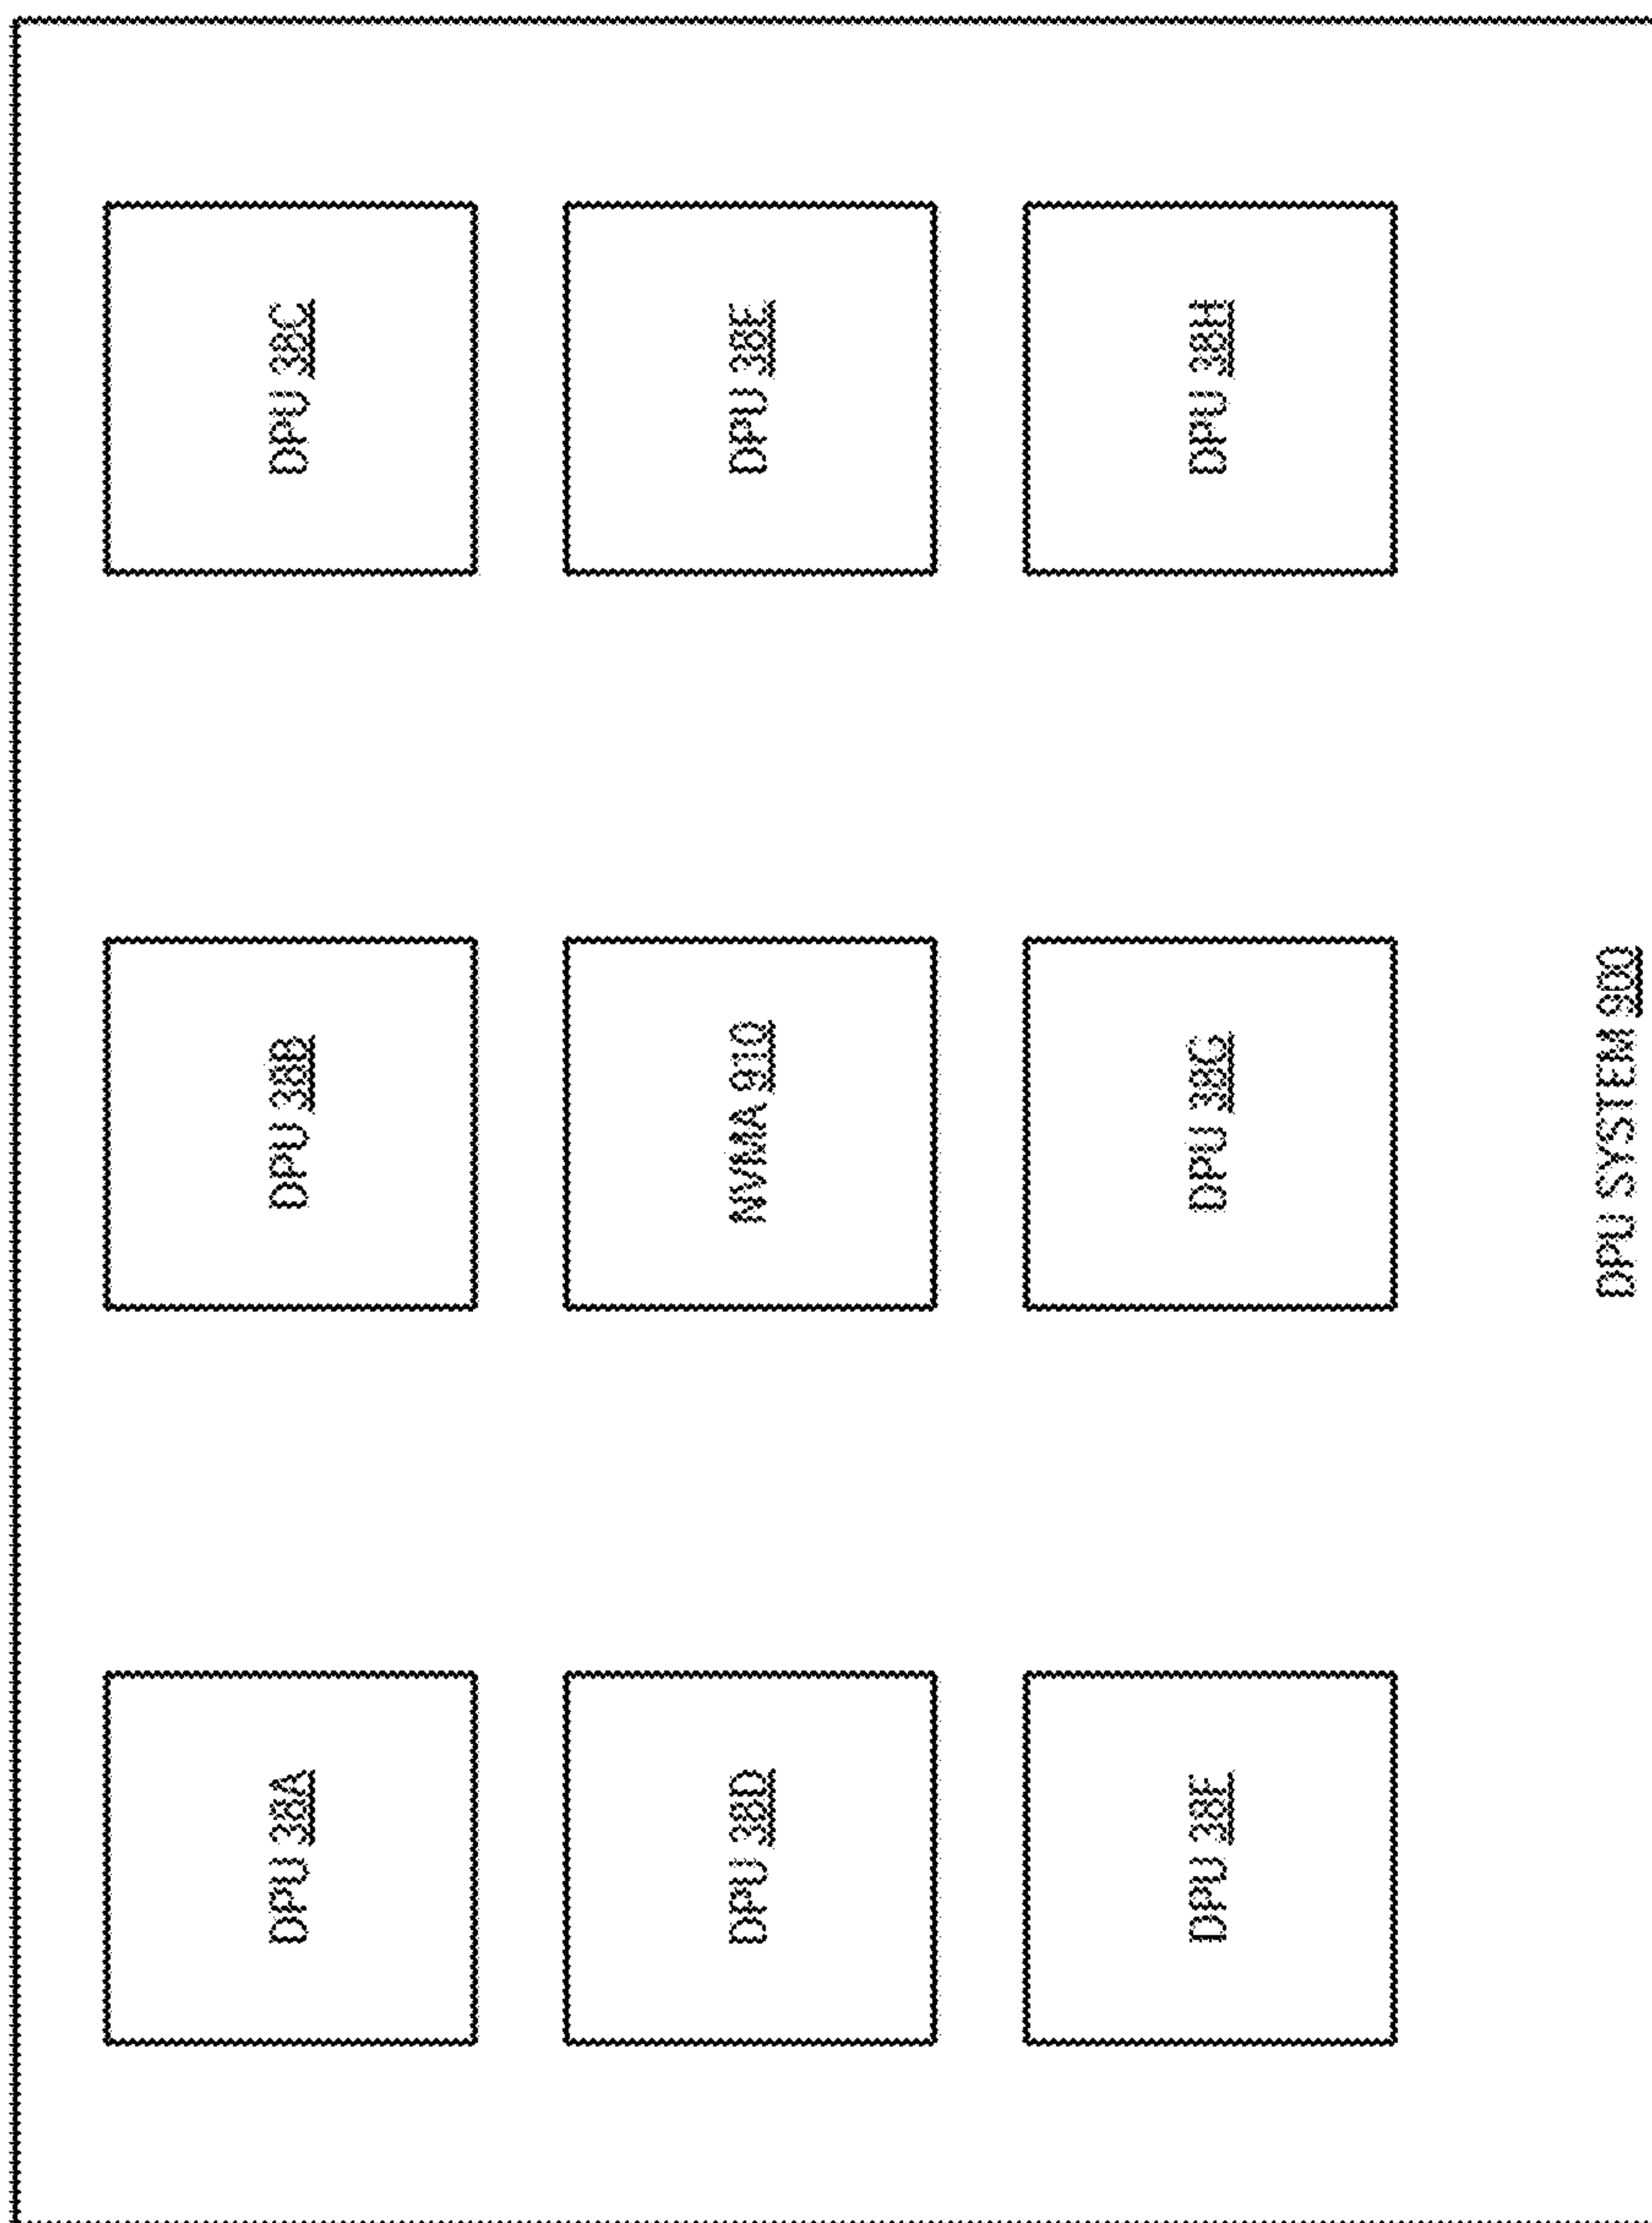 DPU 38A
DPU 38B
DPU 38C
DPU 38D
NVMA 910
DPU 38E
DPU 38F
DPU 38G
DPU 38H
DPU SYSTEM 900